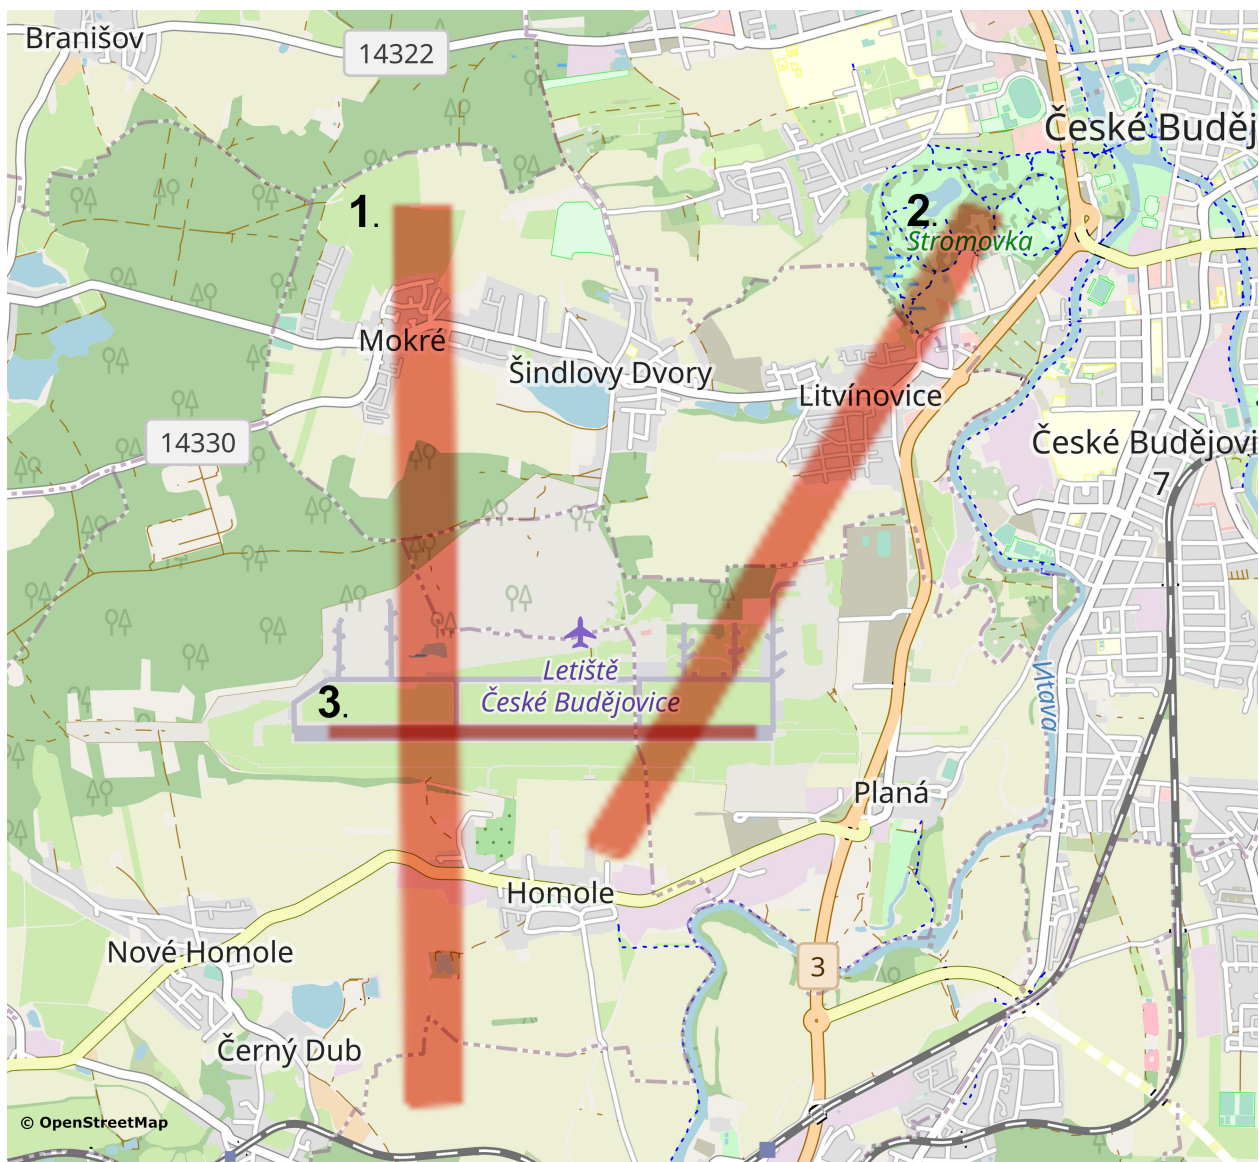 Branišov
14322
České Buděj
1.
2.
Stromovka
Mokré
Šindlovy Dvory
Litvínovice
14330
České Budějovi
7
Letiště
České Budějovice
3.
Vltava
Planá
Homole
Nové Homole
3
Černý Dub
© OpenStreetMap